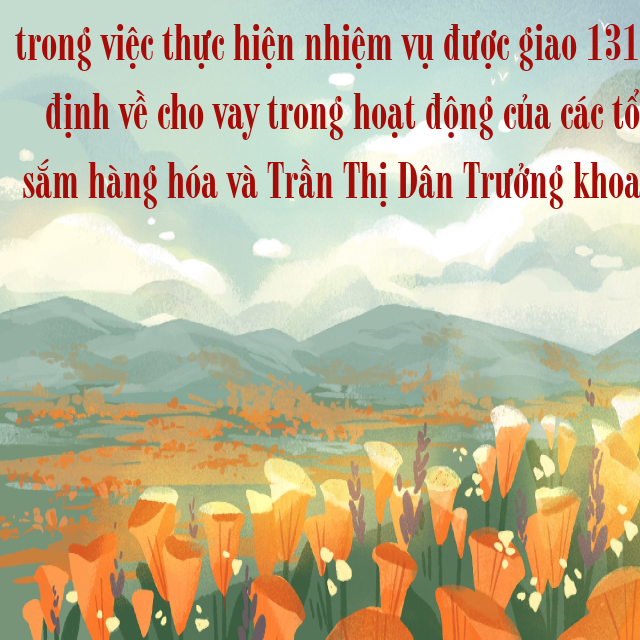 trong việc thực hiện nhiệm vụ được giao 131
định về cho vay trong hoạt động của các tổ
sắm hàng hóa và Trần Thị Dân Trưởng khoa